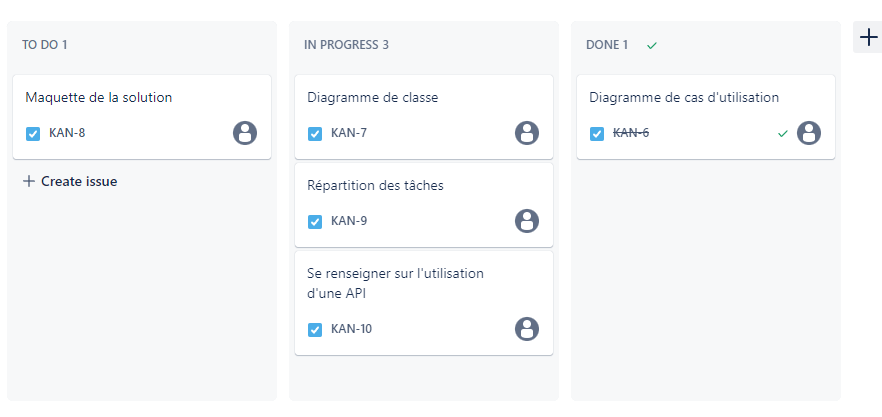 TO DO 1
Maquette de la solution
KAN-8
Create issue
IN PROGRESS 3
Diagramme de classe
KAN-7
Répartition des tâches
KAN-9
Se renseigner sur l'utilisation
d'une API
KAN-10
DONE 1
Diagramme de cas d'utilisation
KAN-6